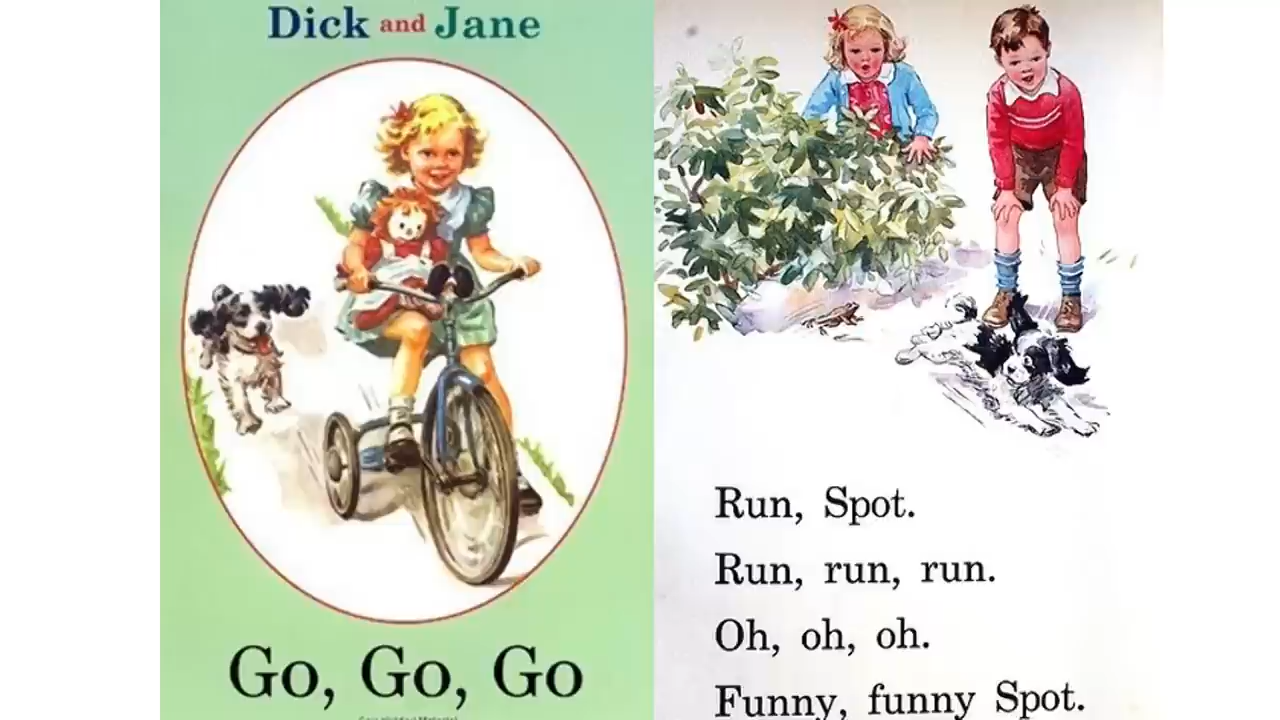 Dick and Jane
Go, Go, Go
Run, Spot.
Run, run, run.
Oh, oh, oh.
Funny, funny Spot.